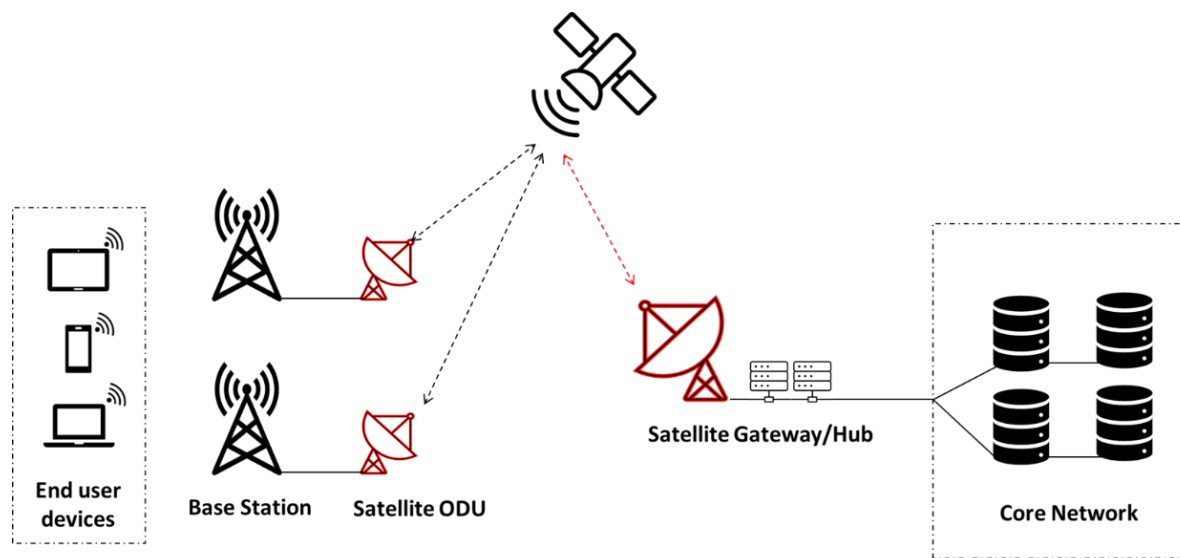 End user
devices
Base Station
Satellite ODU
Satellite Gateway/Hub
Core Network